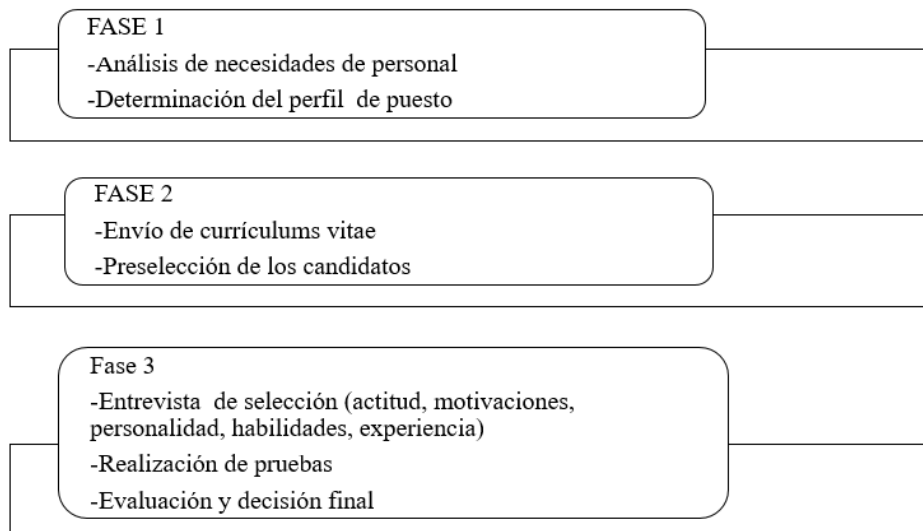 FASE 1
-Análisis de necesidades de personal
-Determinación del perfil de puesto
FASE 2
-Envío de currículums vitae
-Preselección de los candidatos
Fase 3
-Entrevista de selección (actitud, motivaciones,
personalidad, habilidades, experiencia)
-Realización de pruebas
-Evaluación y decisión final